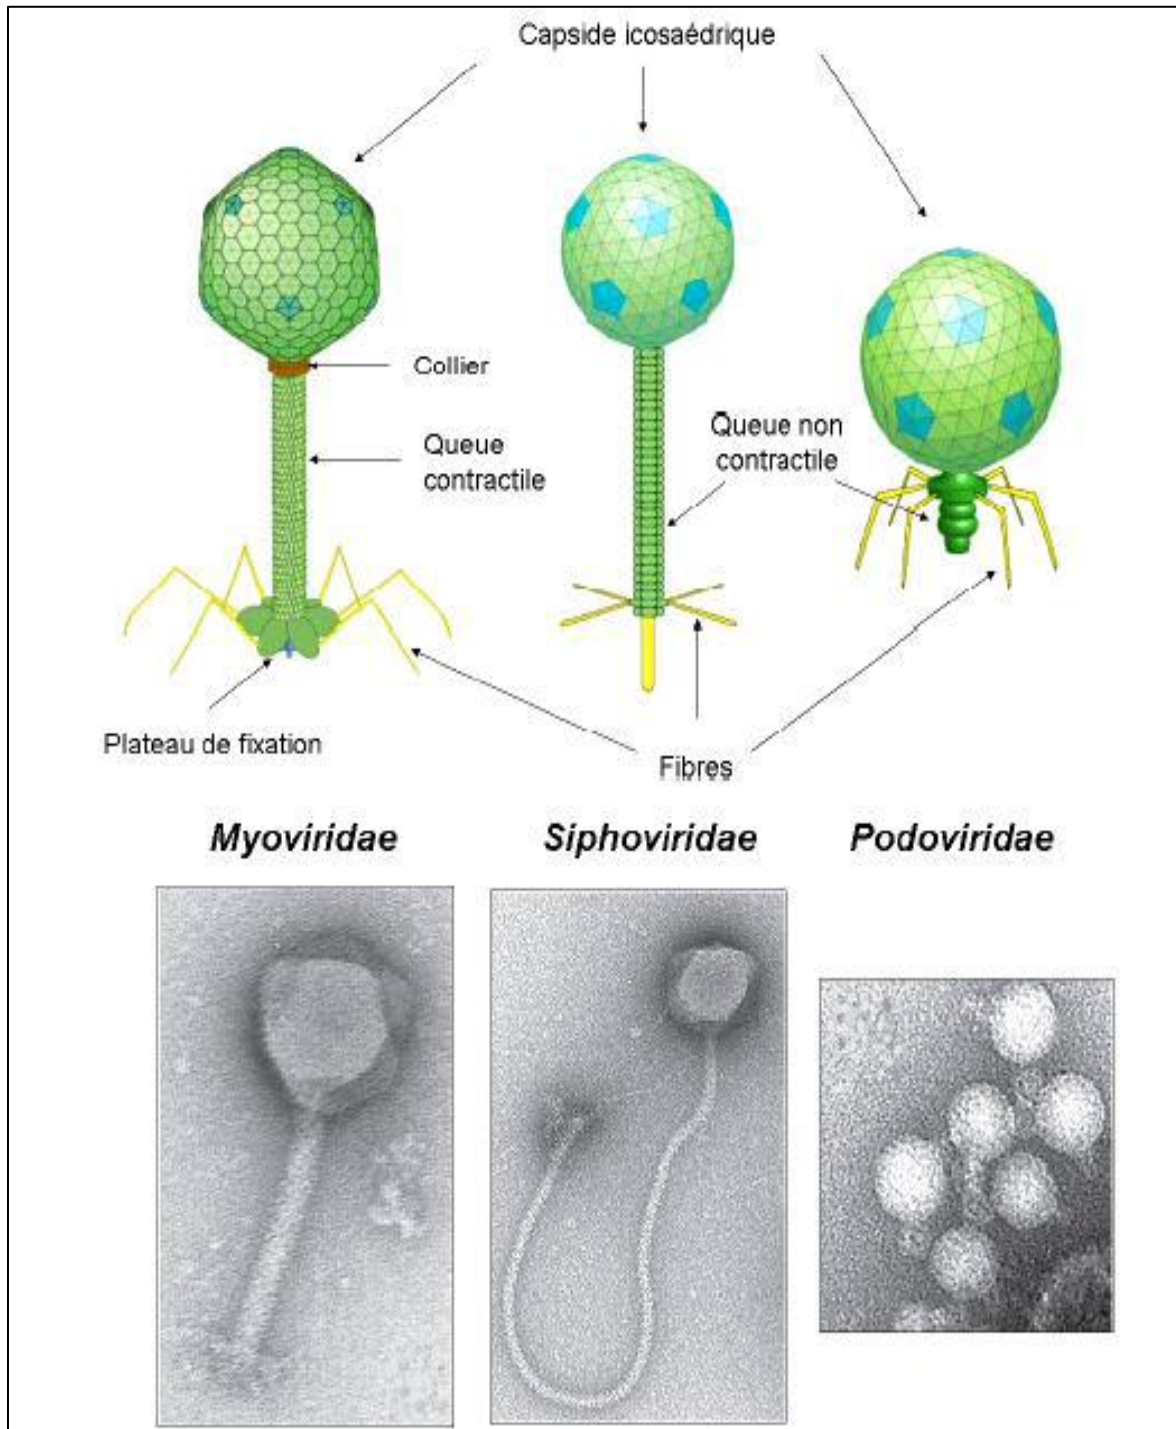 Capside icosaédrique
Collier
Queue
contractile
Queue non
contractile
Plateau de fixation
Fibres
Myoviridae
Siphoviridae
Podoviridae